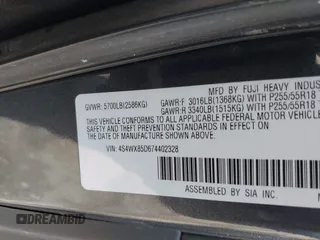 MFD BY FUJI HEAVY INDUS
GVWR: 5700LB(2586KG)
GAWR:F 3016LB(1368KG) WITH P255/55R18
GAWR:R 3340LB(1515KG) WITH P255/55R18
THIS VEHICLE CONFORMS TO ALL APPLICABLE FEDERAL MOTOR VEHICLE
SAFETY AND BUMPER STANDARDS IN EFFECT ON
THE DATE OF MANUFACTURE SHOWN ABOVE.
VIN: 4S4WX85D674402328
ASSEMBLED BY SIA INC.
DREAMBID